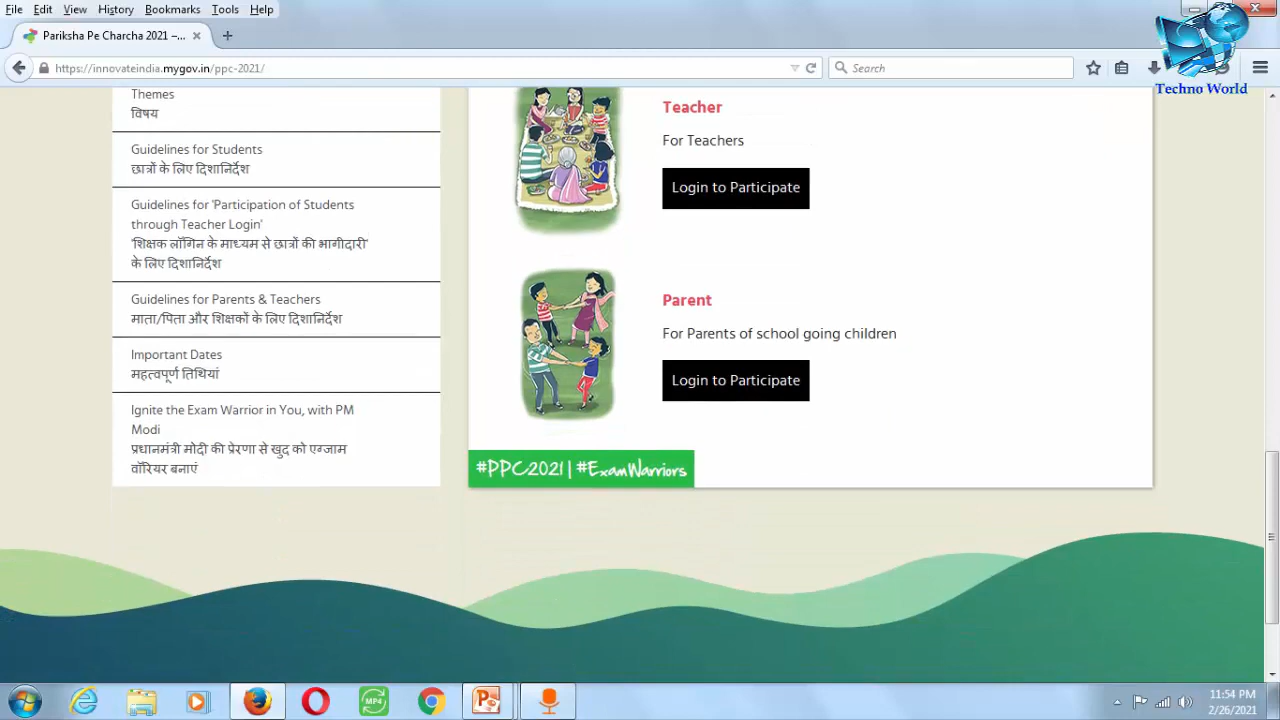 File Edit View History Bookmarks Tools Help
Pariksha Pe Charcha 2021 –...
https://innovateindia.mygov.in/ppc-2021/
Search
Techno World
Themes
विषय
Guidelines for Students
छात्रों के लिए दिशानिर्देश
Guidelines for 'Participation of Students
through Teacher Login'
'शिक्षक लॉगिन के माध्यम से छात्रों की भागीदारी'
के लिए दिशानिर्देश
Guidelines for Parents & Teachers
माता/पिता और शिक्षकों के लिए दिशानिर्देश
Important Dates
महत्वपूर्ण तिथियां
Ignite the Exam Warrior in You, with PM
Modi
प्रधानमंत्री मोदी की प्रेरणा से खुद को एग्जाम
वॉरियर बनाएं
Teacher
For Teachers
Login to Participate
Parent
For Parents of school going children
Login to Participate
#PPC2021 | #ExamWarriors
MP4
11:54 PM
2/26/2021